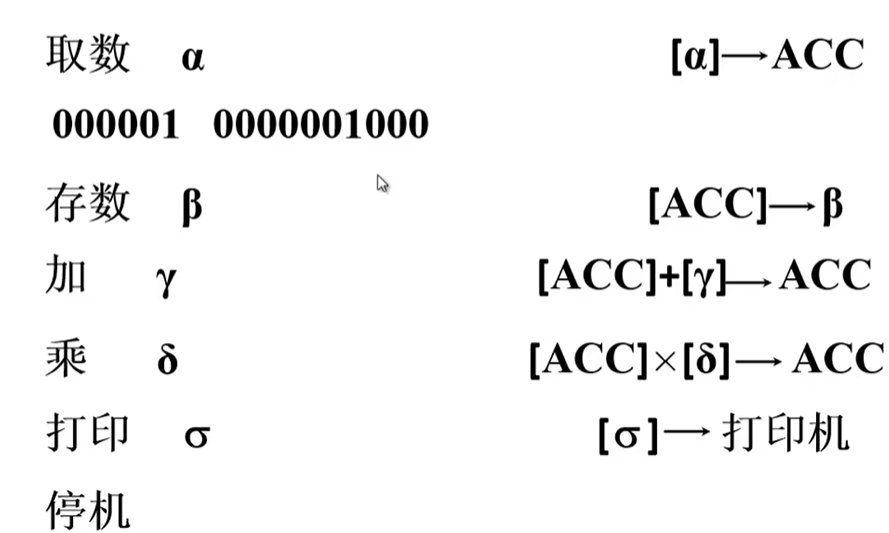 取数 α [α]→ACC
000001 0000001000
存数 β [ACC]→β
加 γ [ACC]+[γ]→ACC
乘 δ [ACC]×[δ]→ACC
打印 σ [σ]→打印机
停机